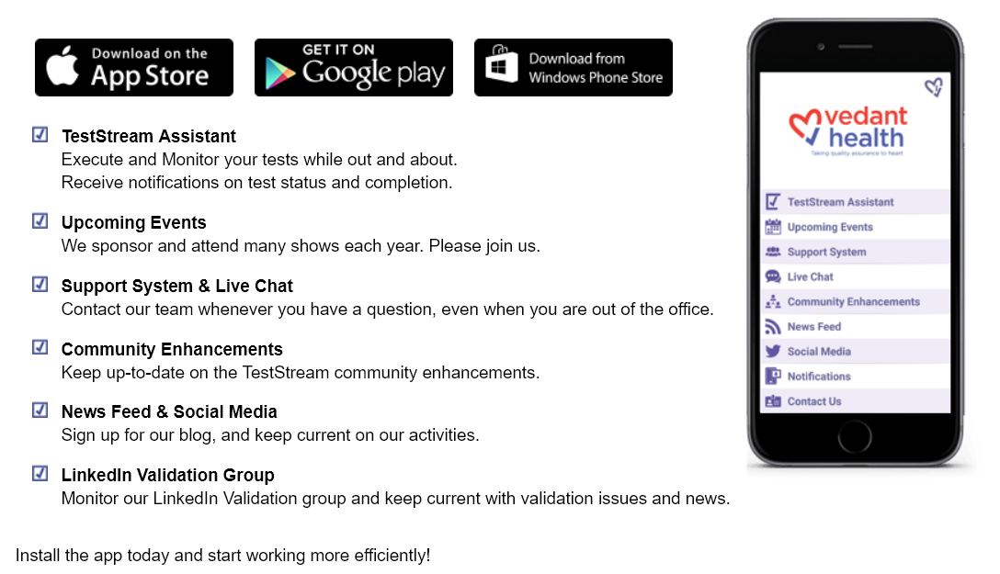 Download on the
App Store
GET IT ON
Google play
Download from
Windows Phone Store
TestStream Assistant
Execute and Monitor your tests while out and about.
Receive notifications on test status and completion.
Upcoming Events
We sponsor and attend many shows each year. Please join us.
Support System & Live Chat
Contact our team whenever you have a question, even when you are out of the office.
Community Enhancements
Keep up-to-date on the TestStream community enhancements.
News Feed & Social Media
Sign up for our blog, and keep current on our activities.
LinkedIn Validation Group
Monitor our LinkedIn Validation group and keep current with validation issues and news.
Install the app today and start working more efficiently!
vedant
health
Taking quality assurance to heart
TestStream Assistant
Upcoming Events
Support System
Live Chat
Community Enhancements
News Feed
Social Media
Notifications
Contact Us